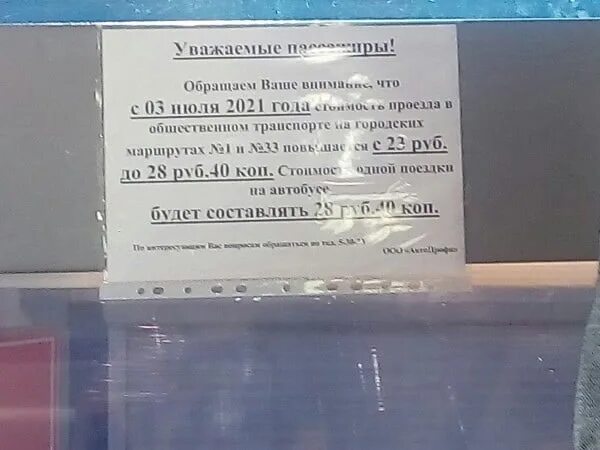 Уважаемые пассажиры!
Обращаем Ваше внимание, что
с 03 июля 2021 года стоимость проезда в
общественном транспорте на городских
маршрутах №1 и №33 повышается с 23 руб.
до 28 руб.40 коп. Стоимость одной поездки
на автобусе
будет составлять 28 руб.40 коп.
По интересующим Вас вопросам обращаться по тел.
ООО «АвтоПрофи»